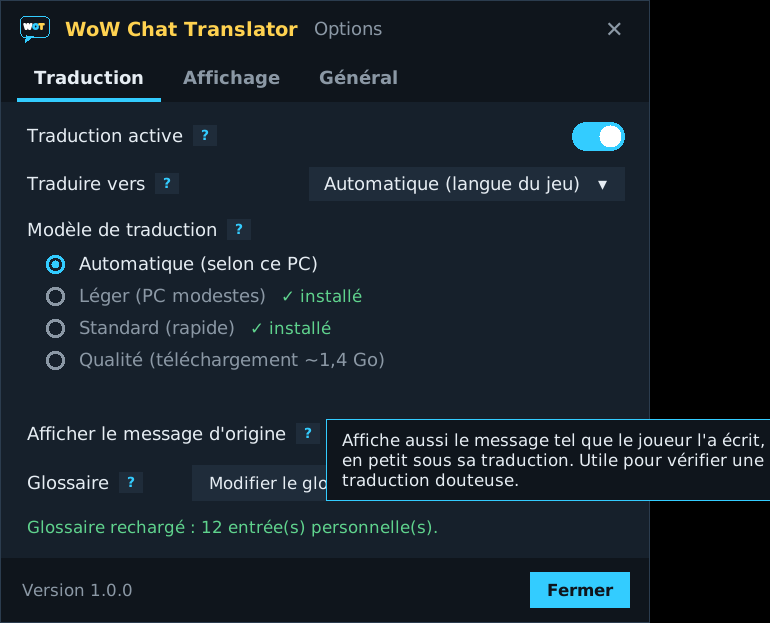 WOT WoW Chat Translator Options ✕
Traduction Affichage Général
Traduction active ?
Traduire vers ? Automatique (langue du jeu) ▼
Modèle de traduction ?
Automatique (selon ce PC)
Léger (PC modestes) ✓ installé
Standard (rapide) ✓ installé
Qualité (téléchargement ~1,4 Go)
Afficher le message d'origine ?
Affiche aussi le message tel que le joueur l'a écrit,
en petit sous sa traduction. Utile pour vérifier une
traduction douteuse.
Glossaire ? Modifier le glo
Glossaire rechargé : 12 entrée(s) personnelle(s).
Version 1.0.0 Fermer